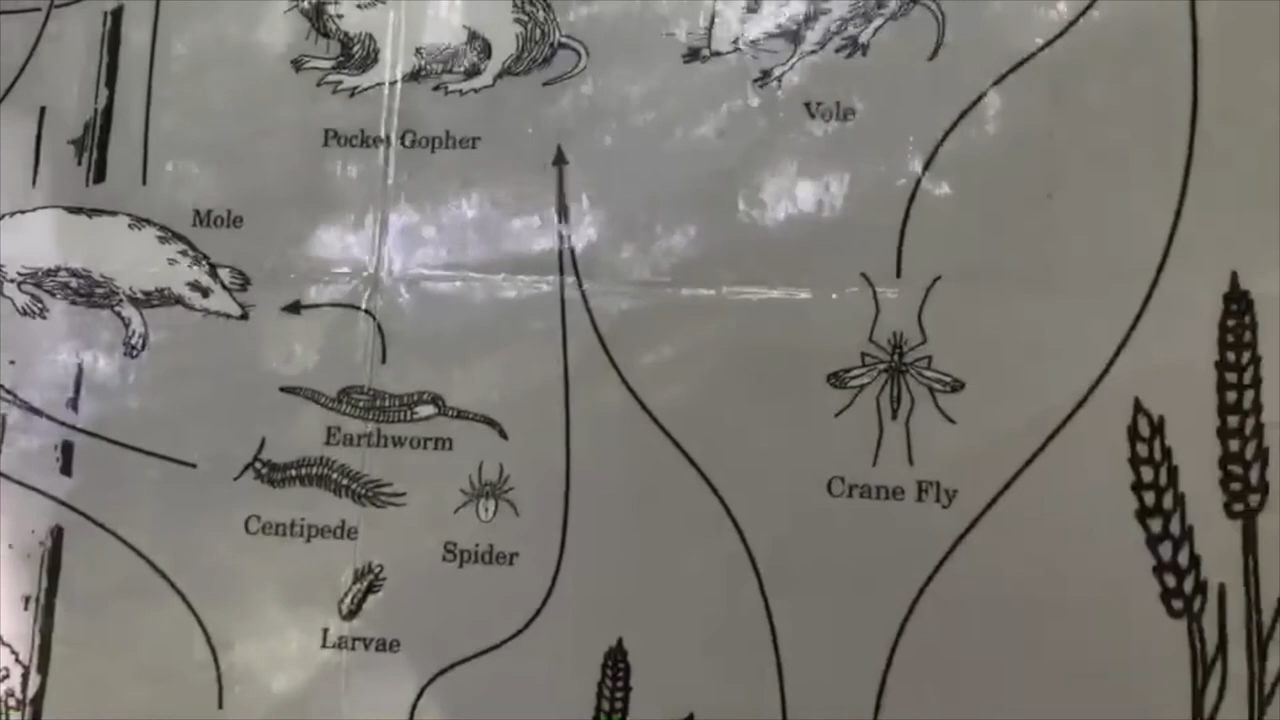 Vole
Pocket Gopher
Mole
Earthworm
Crane Fly
Centipede
Spider
Larvae